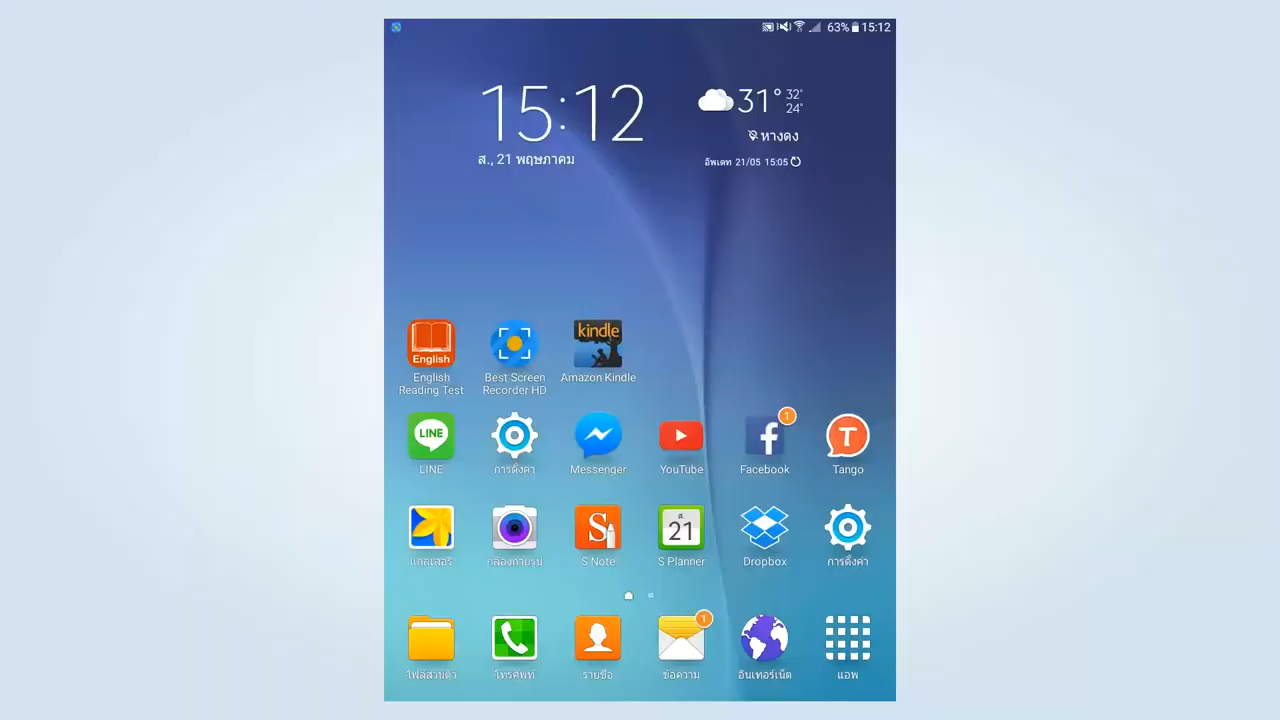 63% 15:12
15:12
ส., 21 พฤษภาคม
31° 32° 24°
หางดง
อัพเดท 21/05 15:05
English
English Reading Test
Best Screen Recorder HD
kindle
Amazon Kindle
LINE
LINE
การตั้งค่า
Messenger
YouTube
1
Facebook
T
Tango
แกลเลอรี่
กล้องถ่ายรูป
S
S Note
ส.
21
S Planner
Dropbox
การตั้งค่า
ไฟล์ส่วนตัว
โทรศัพท์
รายชื่อ
1
ข้อความ
อินเทอร์เน็ต
แอพ